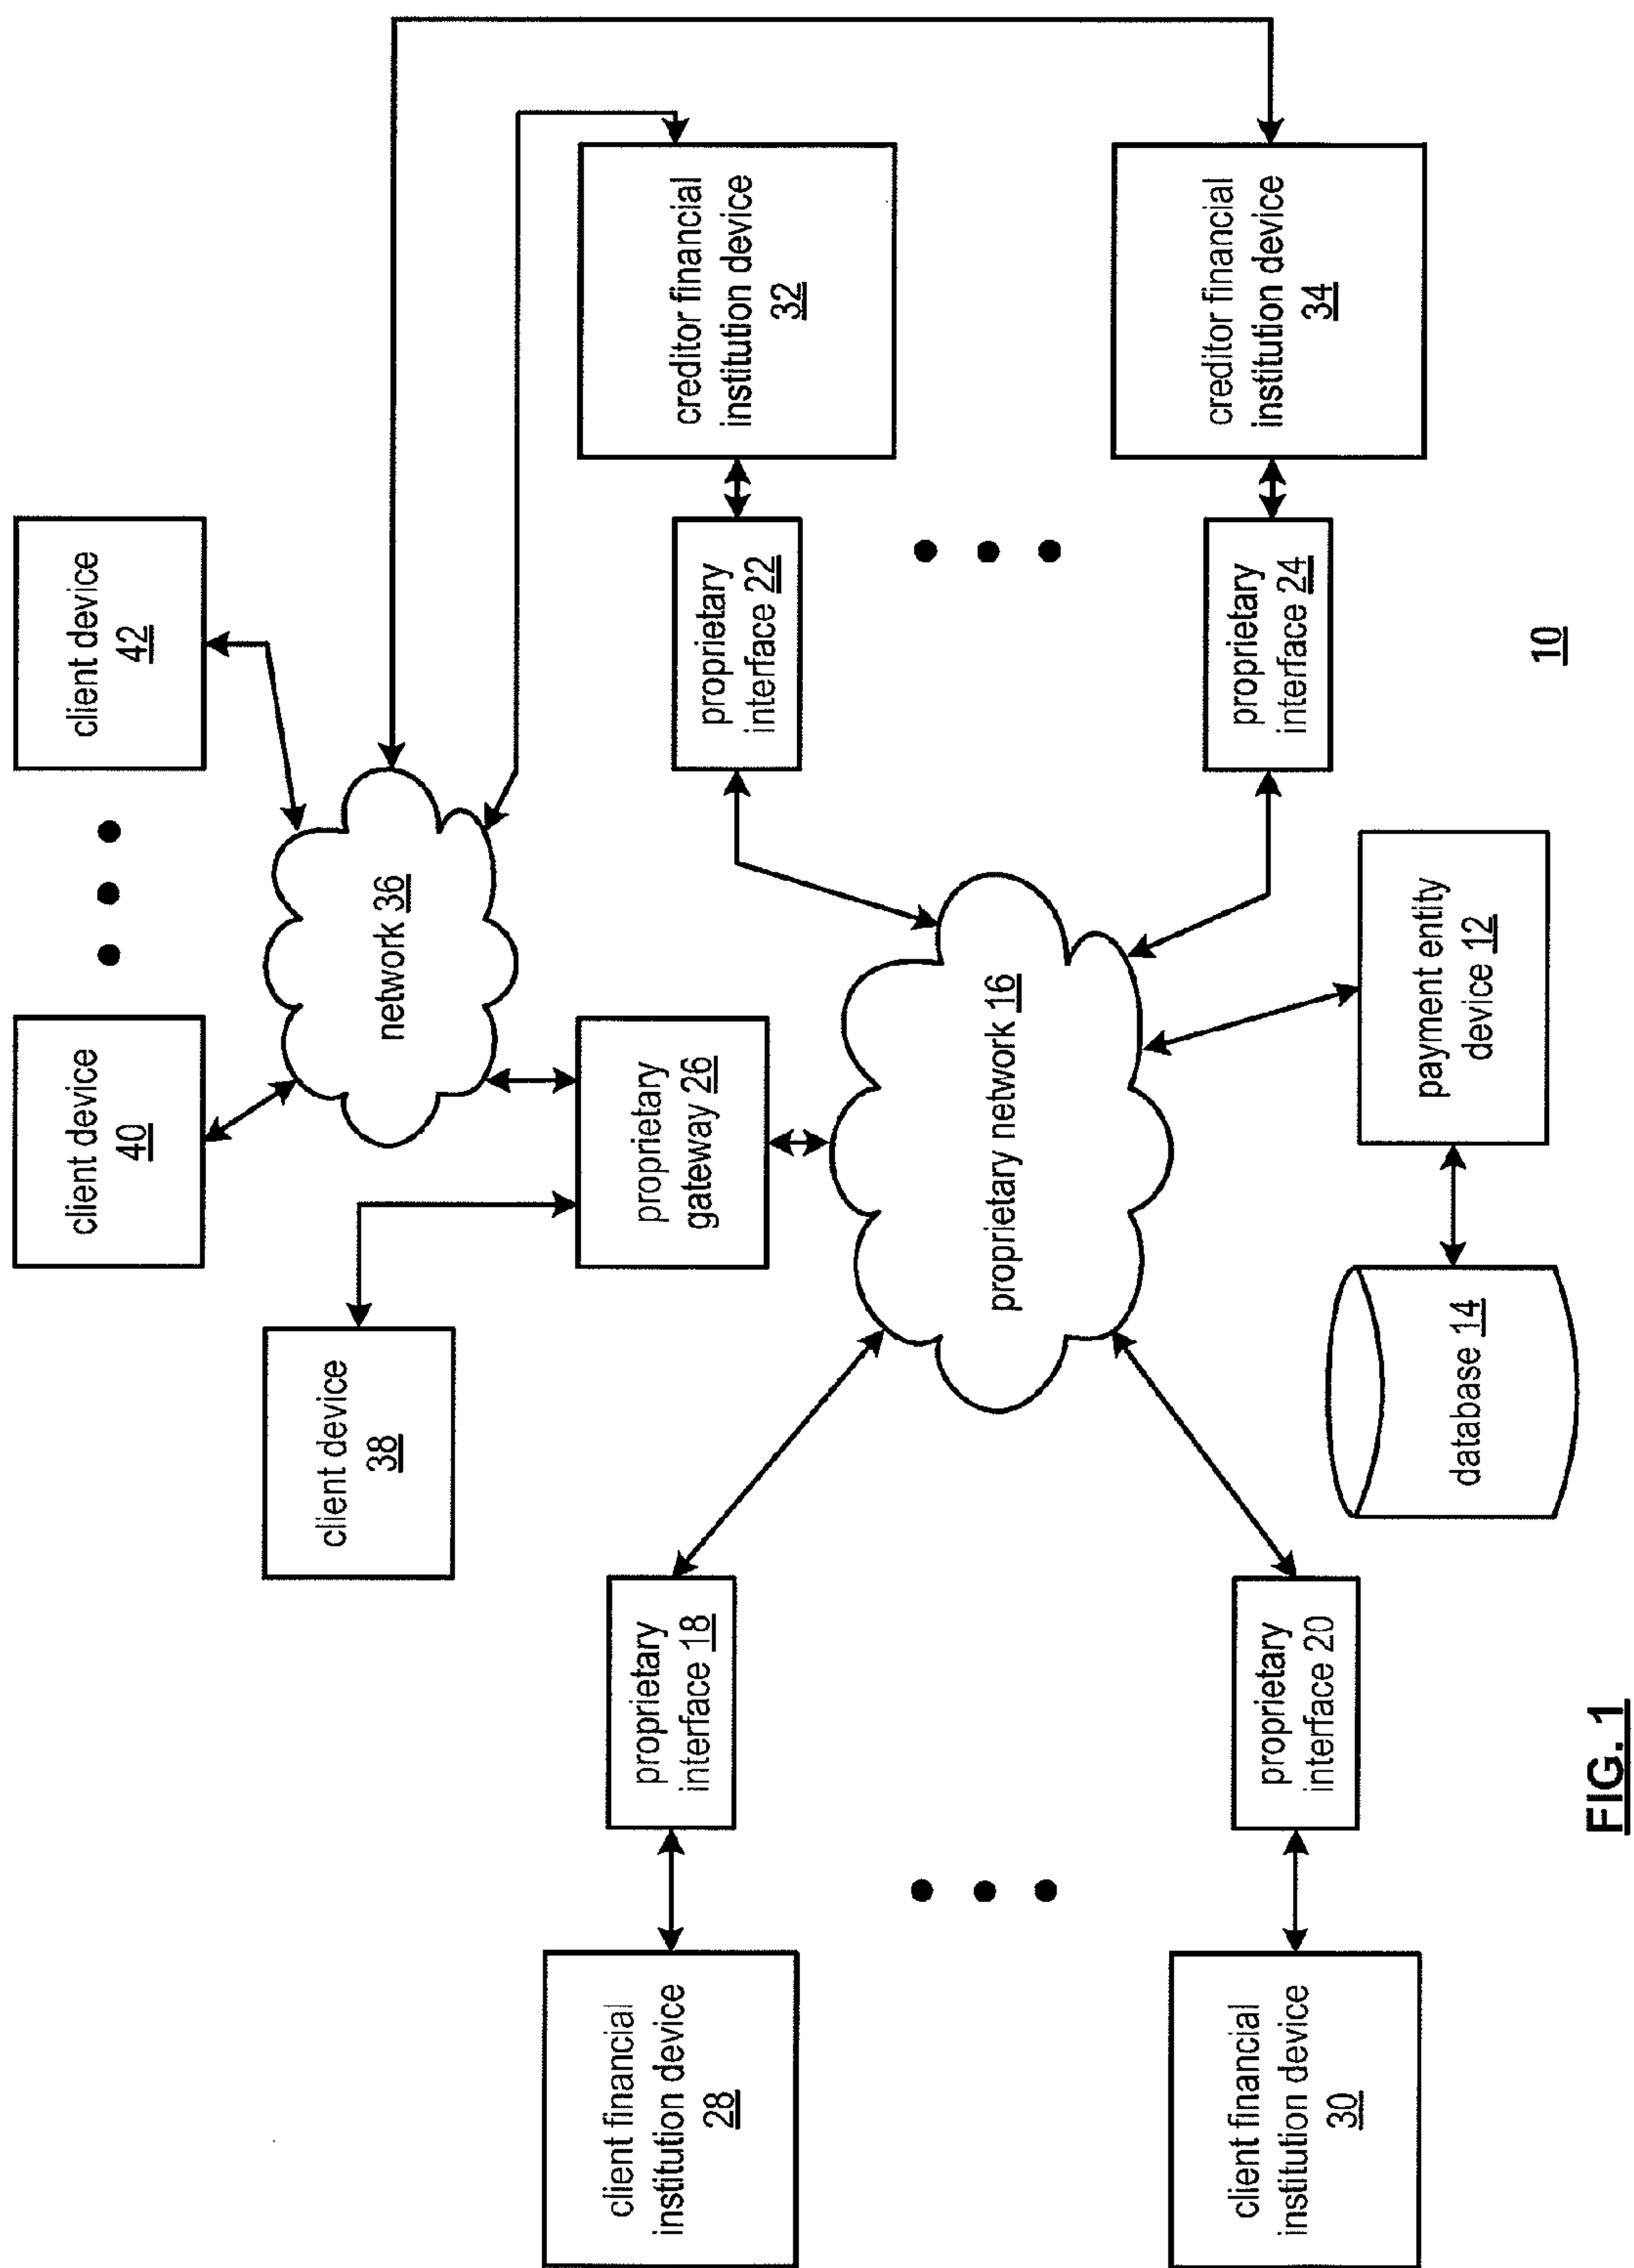 client device
40
client device
42
client device
38
network 36
proprietary
gateway 26
client financial
institution device
28
proprietary
interface 18
proprietary
interface 22
creditor financial
institution device
32
proprietary network 16
client financial
institution device
30
proprietary
interface 20
proprietary
interface 24
creditor financial
institution device
34
database 14
payment entity
device 12
10
FIG. 1